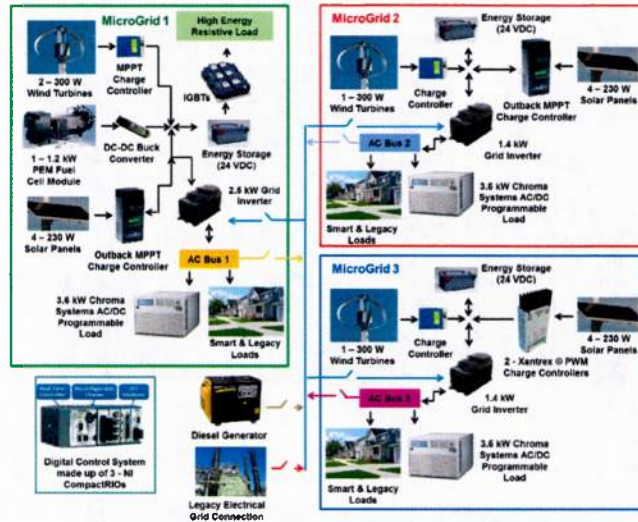 MicroGrid 1
High Energy
Resistive Load
2 – 300 W
Wind Turbines
MPPT
Charge
Controller
IGBTs
1 – 1.2 kW
PEM Fuel
Cell Module
DC-DC Buck
Converter
Energy Storage
(24 VDC)
4 – 230 W
Solar Panels
Outback MPPT
Charge Controller
2.5 kW Grid
Inverter
AC Bus 1
3.6 kW Chroma
Systems AC/DC
Programmable
Load
Smart & Legacy
Loads
MicroGrid 2
Energy Storage
(24 VDC)
1 – 300 W
Wind Turbines
Charge
Controller
Outback MPPT
Charge Controller
4 – 230 W
Solar Panels
AC Bus 2
1.4 kW
Grid Inverter
Smart & Legacy
Loads
3.6 kW Chroma
Systems AC/DC
Programmable Load
MicroGrid 3
Energy Storage
(24 VDC)
1 – 300 W
Wind Turbines
Charge
Controller
2 - Xantrex ® PWM
Charge Controllers
4 – 230 W
Solar Panels
AC Bus 3
1.4 kW
Grid Inverter
Smart & Legacy
Loads
3.6 kW Chroma
Systems AC/DC
Programmable
Load
Digital Control System
made up of 3 - NI
CompactRIOs
Diesel Generator
Legacy Electrical
Grid Connection